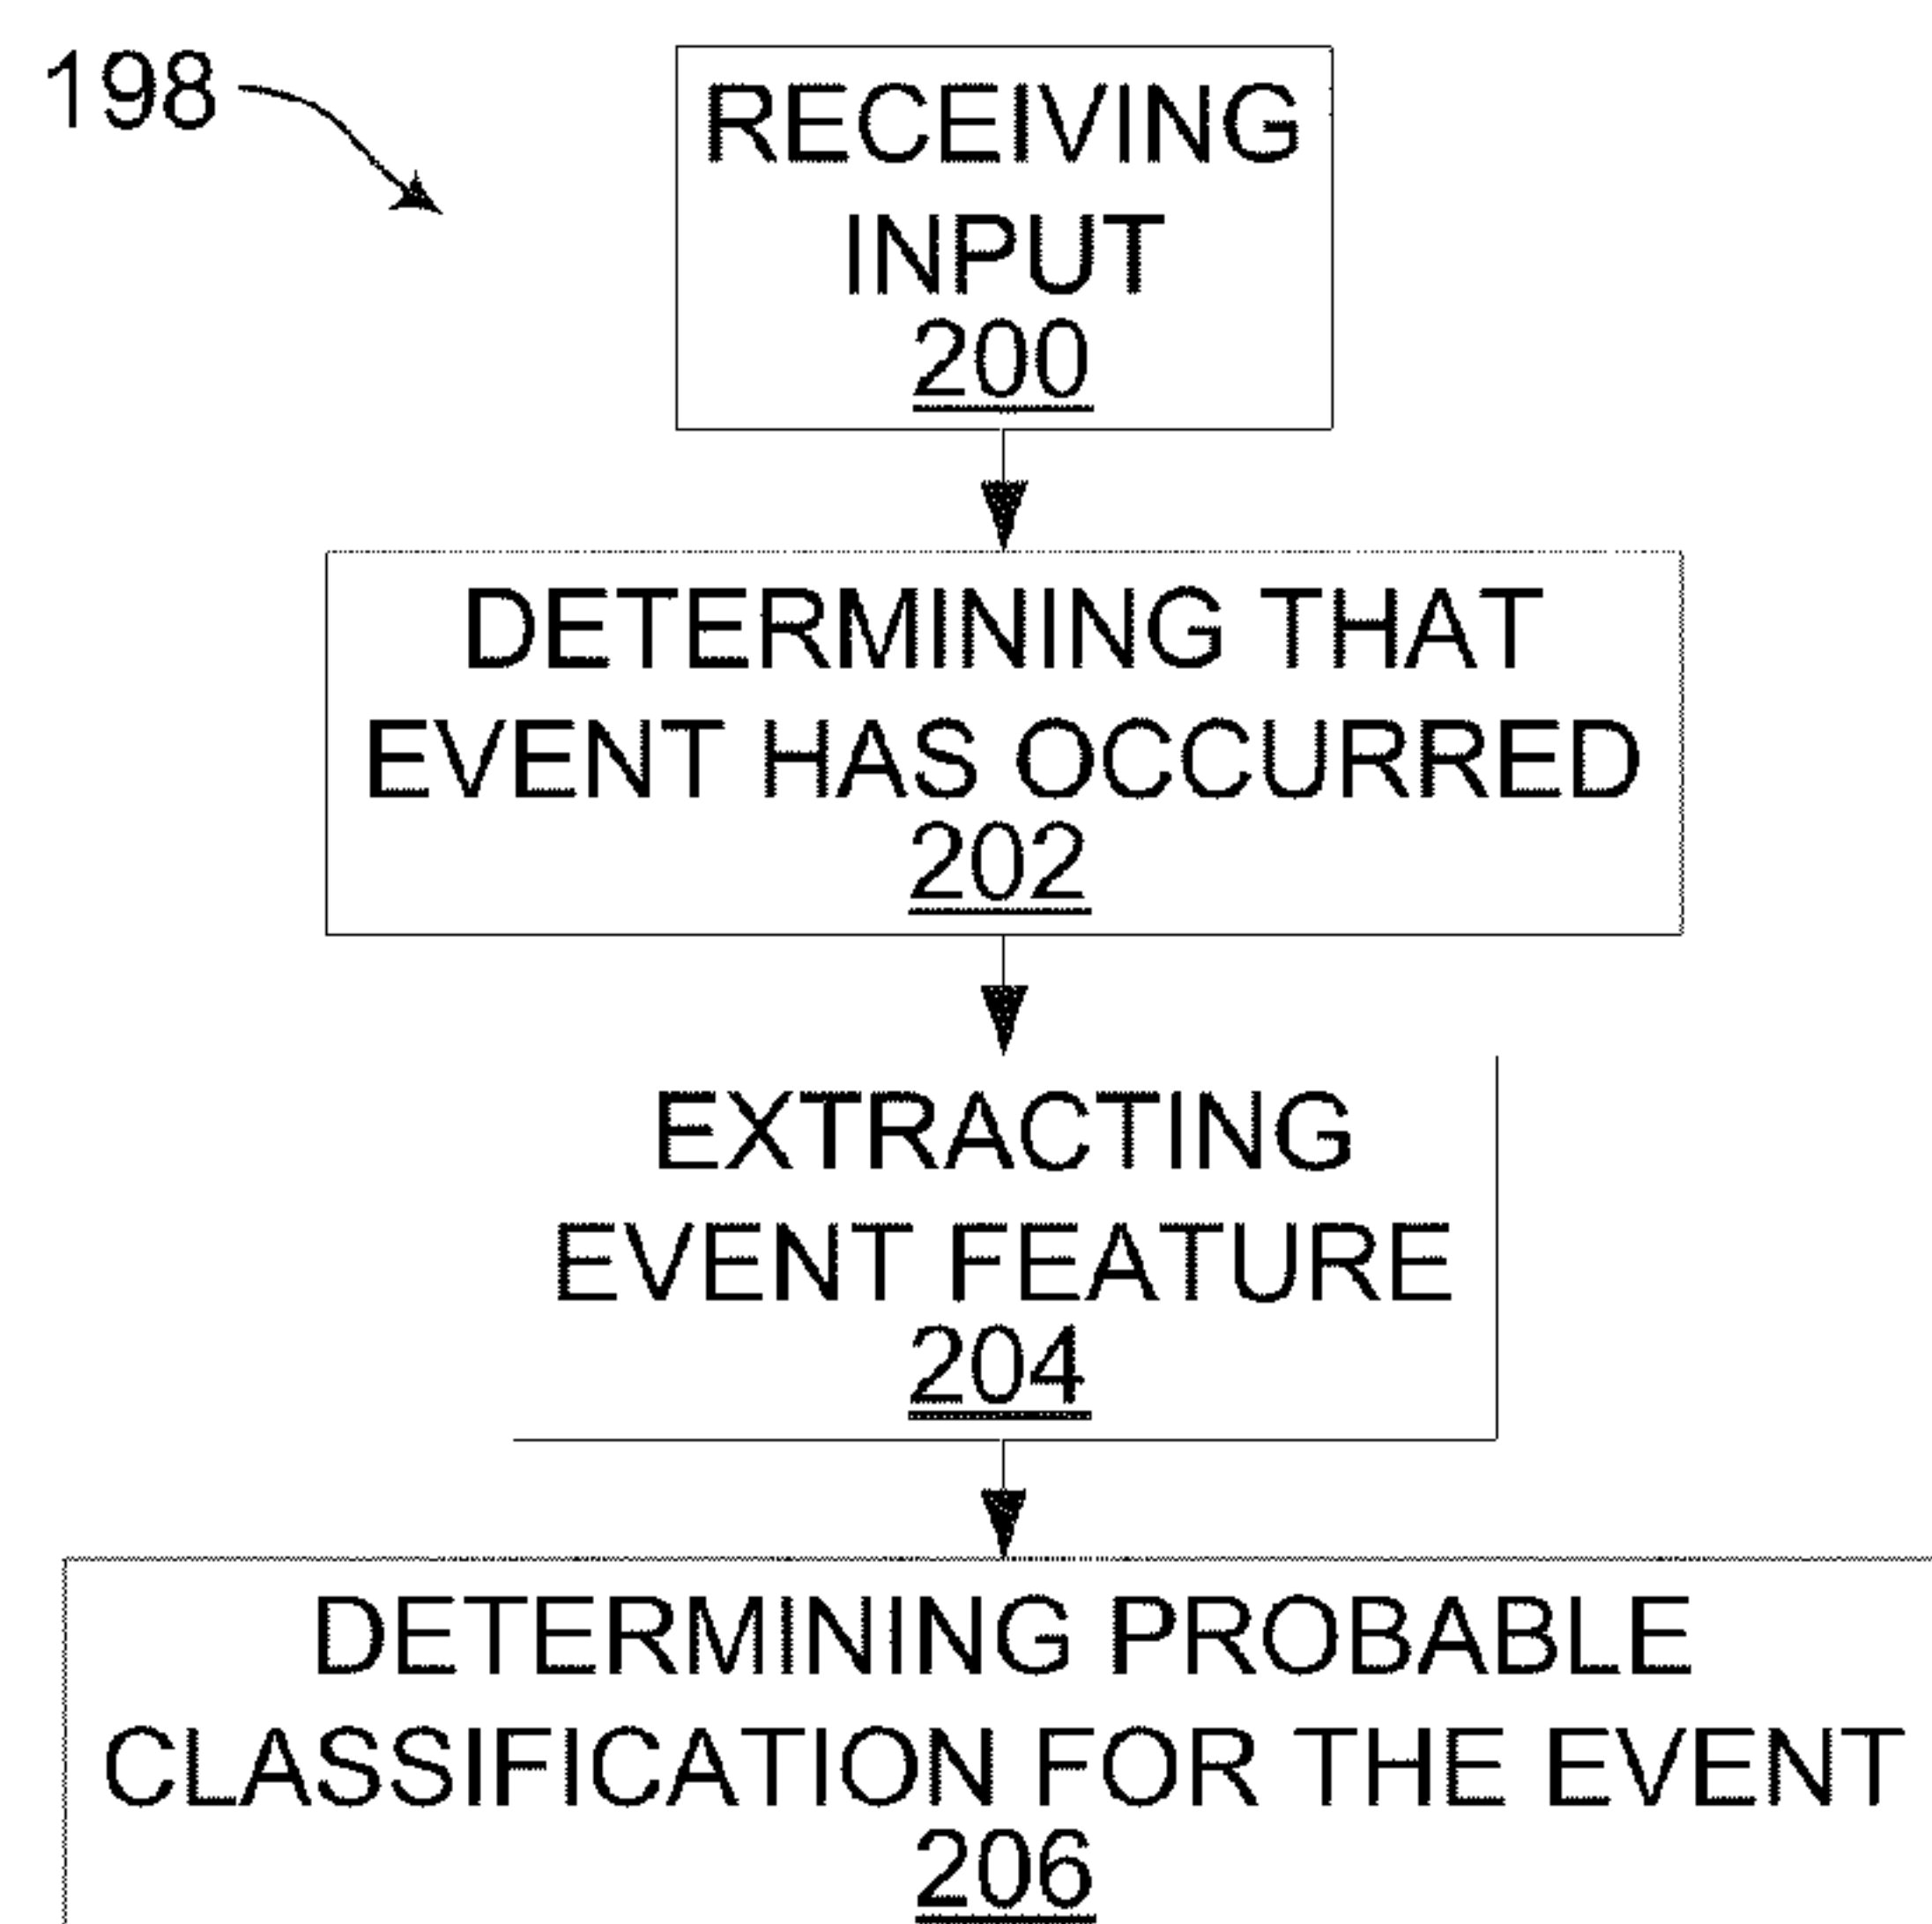 198
RECEIVING
INPUT
200
DETERMINING THAT
EVENT HAS OCCURRED
202
EXTRACTING
EVENT FEATURE
204
DETERMINING PROBABLE
CLASSIFICATION FOR THE EVENT
206